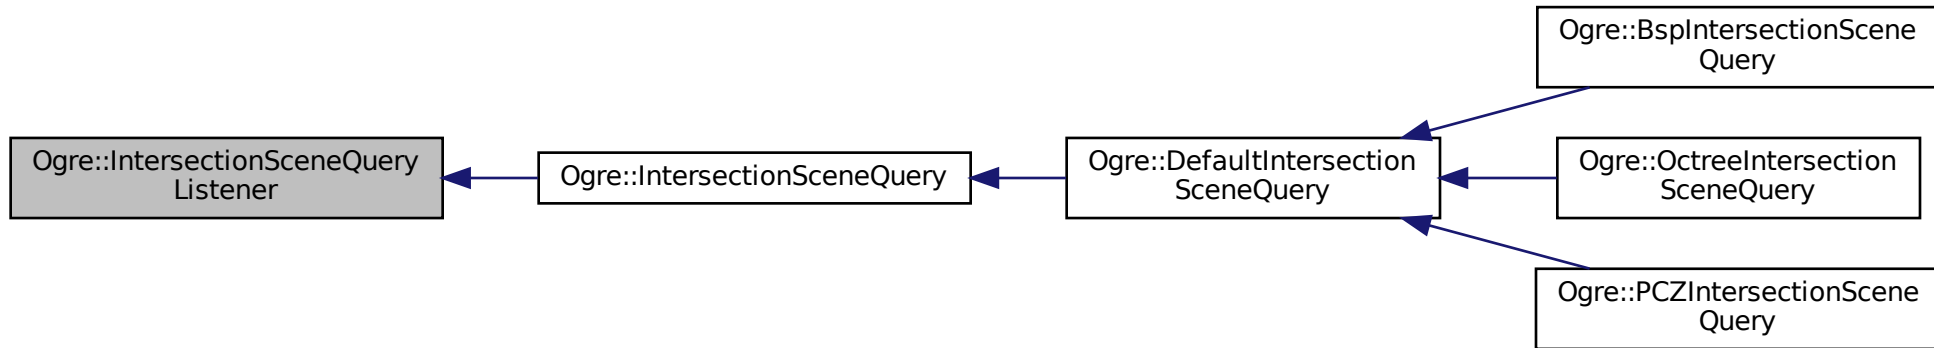 Ogre::IntersectionSceneQuery
Listener
Ogre::IntersectionSceneQuery
Ogre::DefaultIntersection
SceneQuery
Ogre::BspIntersectionScene
Query
Ogre::OctreeIntersection
SceneQuery
Ogre::PCZIntersectionScene
Query